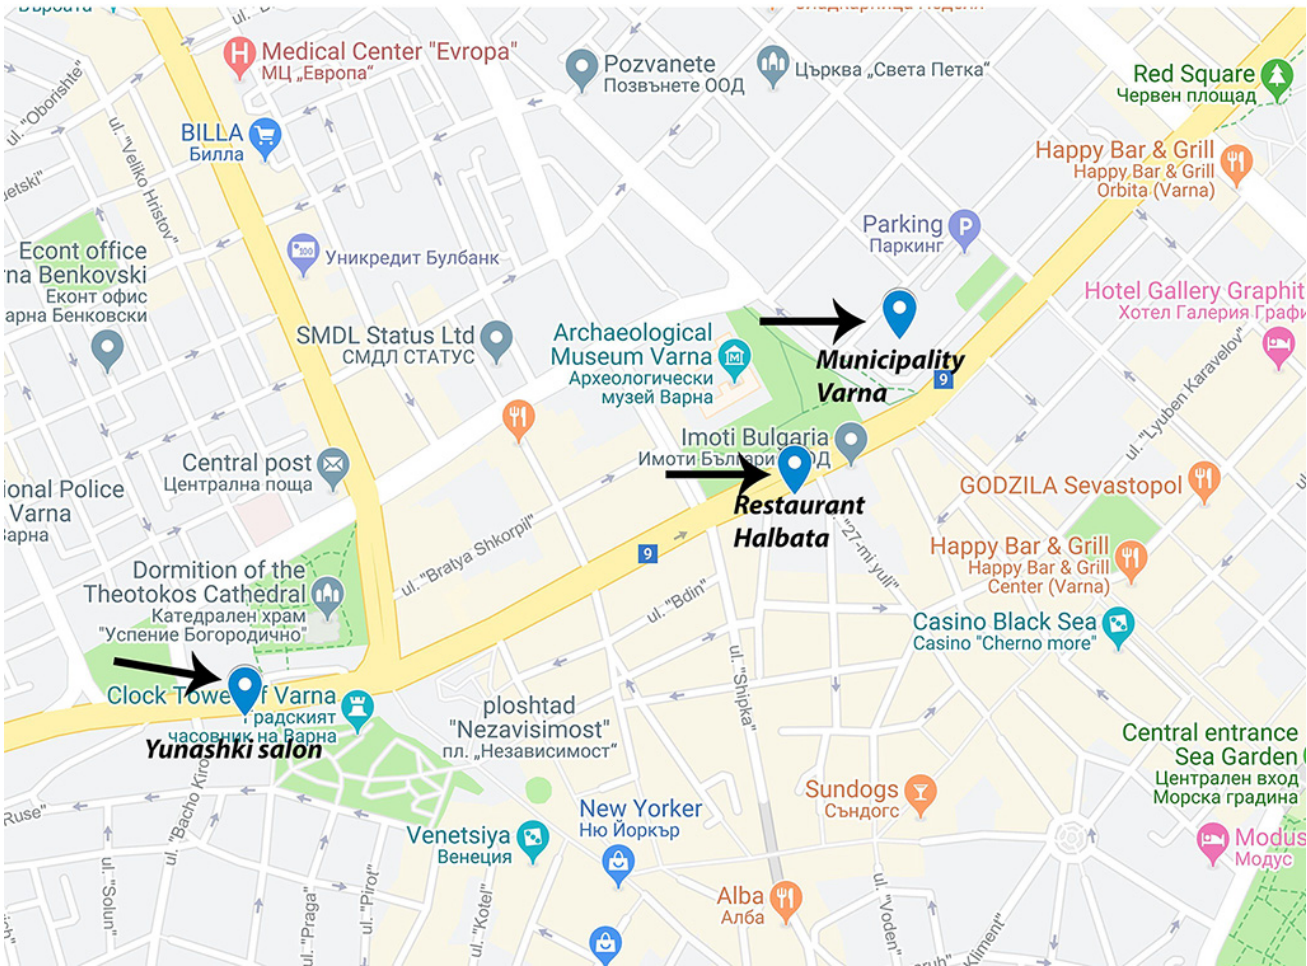 ul. "Oborishte"
Medical Center "Evropa"
МЦ „Европа“
Pozvanete
Позвънете ООД
Църква „Света Петка“
Red Square
Червен площад
BILLA
Билла
ul. "Veliko Hristov"
Happy Bar & Grill
Happy Bar & Grill
Orbita (Varna)
Parking
Паркинг
Econt office
na Benkovski
Еконт офис
арна Бенковски
Уникредит Булбанк
100
Hotel Gallery Graphit
Хотел Галерия Графи
SMDL Status Ltd
СМДЛ СТАТУС
Archaeological
Museum Varna
Археологически
музей Варна
Municipality
Varna
9
ul. "Lyuben Karavelov"
Imoti Bulgaria
Имоти Българи
Central post
Централна поща
ional Police
Varna
Варна
Restaurant
Halbata
GODZILA Sevastopol
ul. "Bratya Shkorpil"
9
"27-mi yuli"
Happy Bar & Grill
Happy Bar & Grill
Center (Varna)
Dormition of the
Theotokos Cathedral
Катедрален храм
"Успение Богородично"
ul. "Bdin"
Casino Black Sea
Casino "Cherno more"
ul. "Shipka"
Clock Tower of Varna
Градският
часовник на Варна
Yunashki salon
ploshtad
"Nezavisimost"
пл. „Независимост“
Central entrance
Sea Garden
Централен вход
Морска градина
Ruse"
ul. "Bacho Kiro
Sundogs
Съндогс
New Yorker
Ню Йоркър
Venetsiya
Венеция
Modus
Модус
Alba
Алба
ul. "Solun"
ul. "Praga"
ul. "Pirot"
ul. "Kotel"
ul. "Voden"
Kliment"